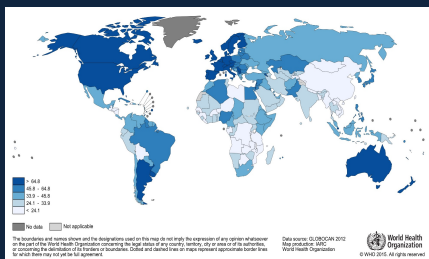 > 64.8
45.8 - 64.8
33.9 - 45.8
24.1 - 33.9
< 24.1
No data
Not applicable
The boundaries and names shown and the designations used on this map do not imply the expression of any opinion whatsoever
on the part of the World Health Organization concerning the legal status of any country, territory, city or area or of its authorities,
or concerning the delimitation of its frontiers or boundaries. Dotted and dashed lines on maps represent approximate border lines
for which there may not yet be full agreement.
Data source: GLOBOCAN 2012
Map production: IARC
World Health Organization
World Health
Organization
© WHO 2015. All rights reserved